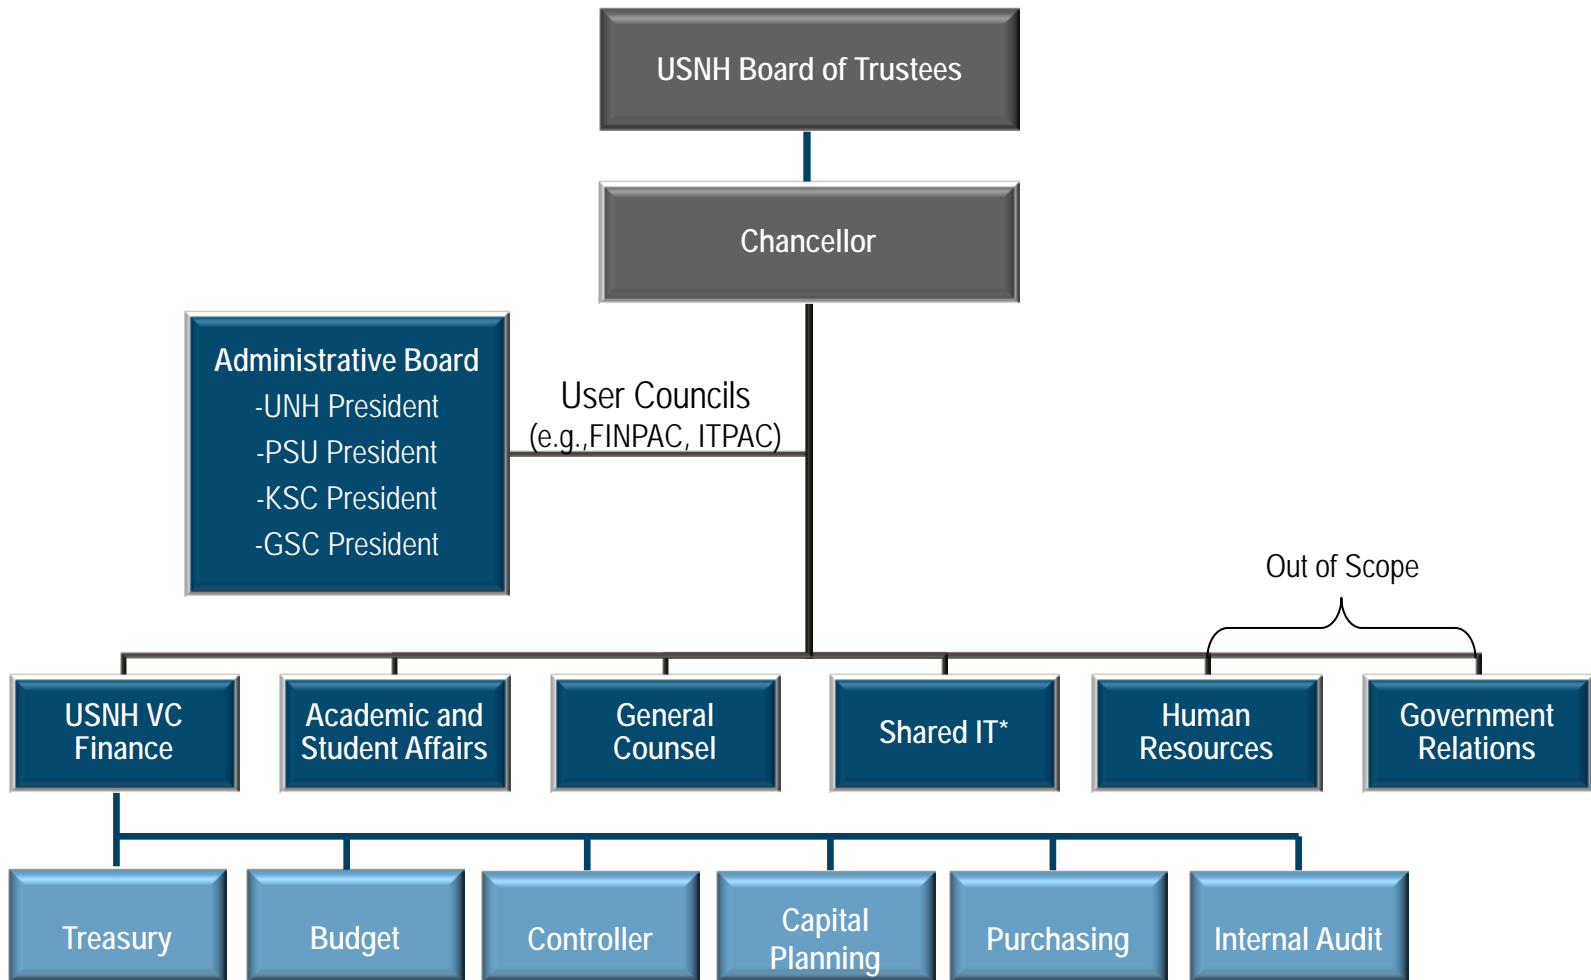 USNH Board of Trustees
Chancellor
Administrative Board
-UNH President
-PSU President
-KSC President
-GSC President
User Councils
(e.g.,FINPAC, ITPAC)
Out of Scope
USNH VC
Finance
Academic and
Student Affairs
General
Counsel
Shared IT*
Human
Resources
Government
Relations
Treasury
Budget
Controller
Capital
Planning
Purchasing
Internal Audit